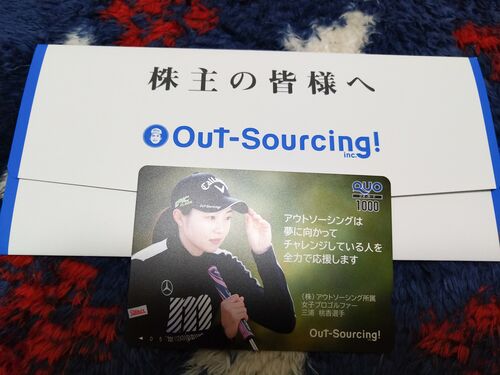 株主の皆様へ
OUT-Sourcing!
inc.
QUO
1000
アウトソーシングは
夢に向かって
チャレンジしている人を
全力で応援します
(株)アウトソーシング所属
女子プロゴルファー
三浦 桃香選手
OUT-Sourcing!
Callaway